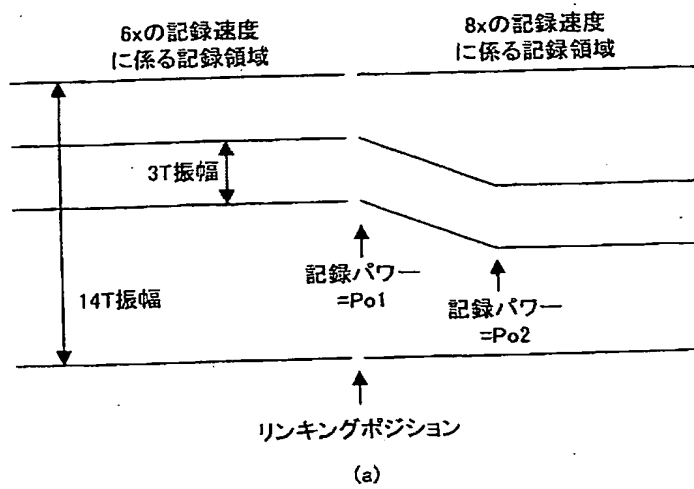 6xの記録速度
に係る記録領域
8xの記録速度
に係る記録領域
3T振幅
14T振幅
記録パワー
=Po1
記録パワー
=Po2
リンキングポジション
(a)